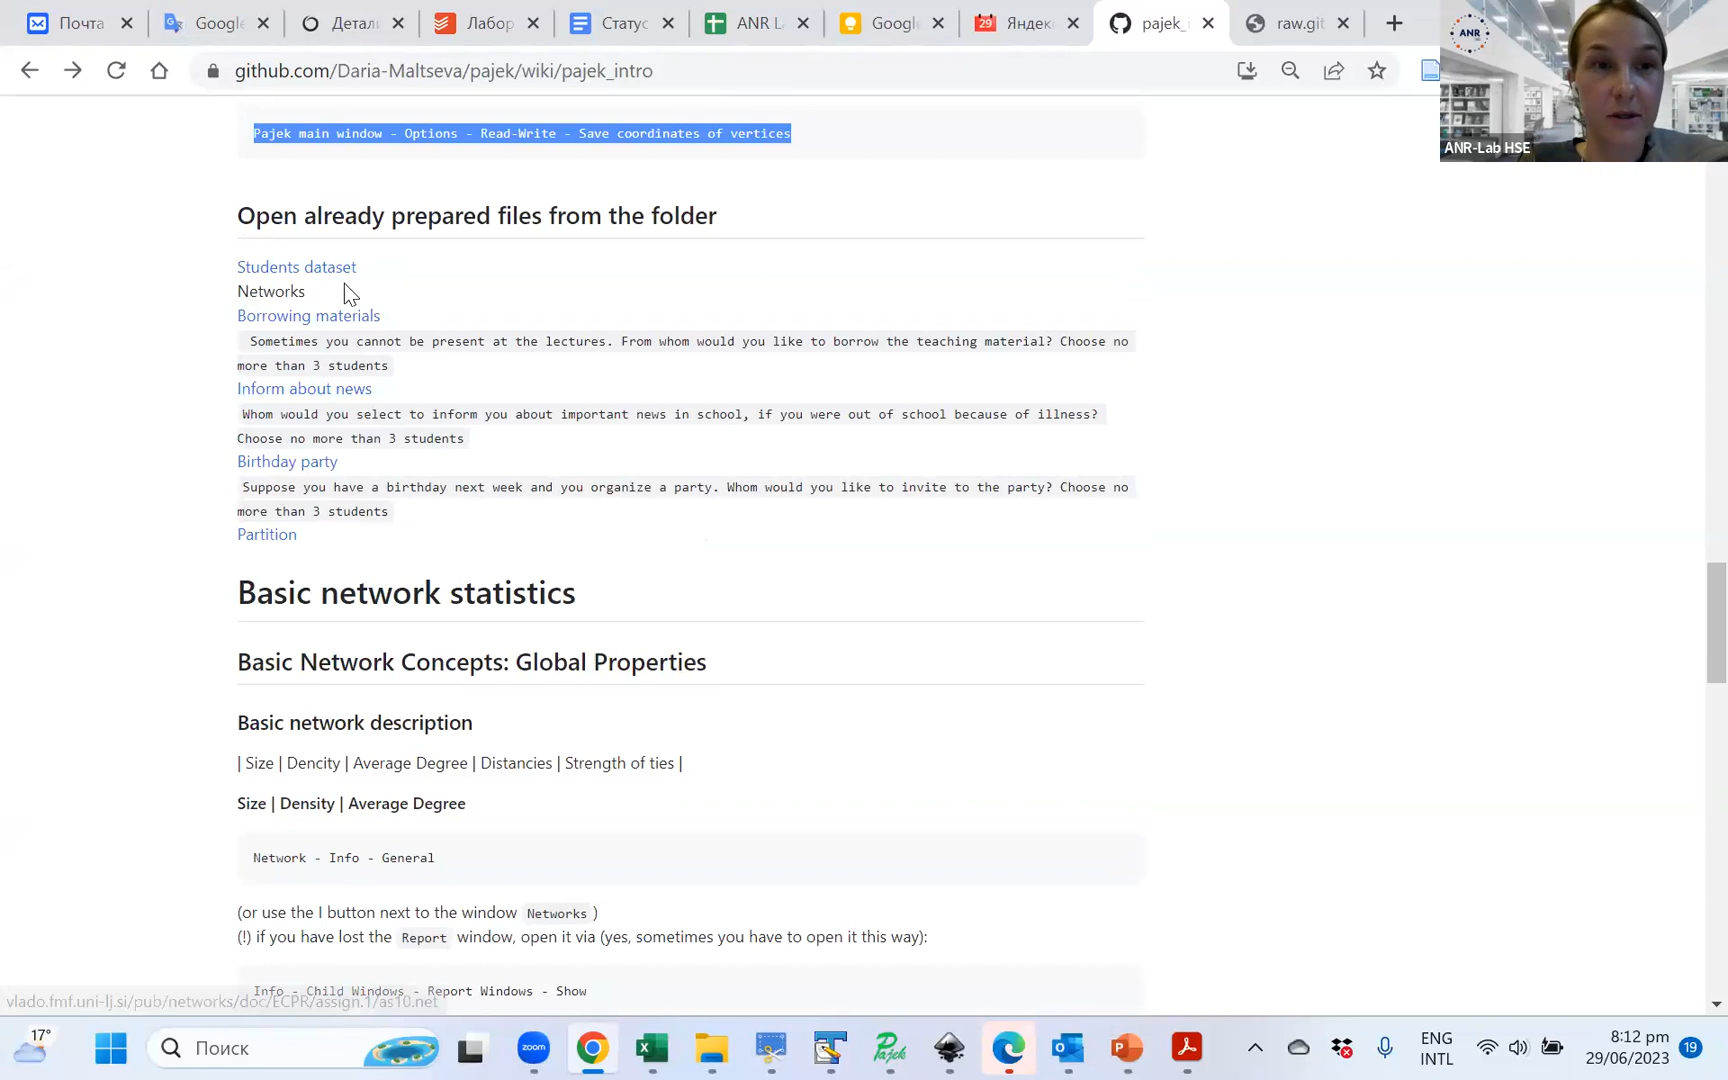 Почта
Google
Детали
Лабор
Статус
ANR L
Google
Яндекс
pajek_i
raw.git
github.com/Daria-Maltseva/pajek/wiki/pajek_intro
ANR
ANR-Lab HSE
Pajek main window - Options - Read-Write - Save coordinates of vertices
Open already prepared files from the folder
Students dataset
Networks
Borrowing materials
Sometimes you cannot be present at the lectures. From whom would you like to borrow the teaching material? Choose no
more than 3 students
Inform about news
Whom would you select to inform you about important news in school, if you were out of school because of illness?
Choose no more than 3 students
Birthday party
Suppose you have a birthday next week and you organize a party. Whom would you like to invite to the party? Choose no
more than 3 students
Partition
Basic network statistics
Basic Network Concepts: Global Properties
Basic network description
| Size | Dencity | Average Degree | Distancies | Strength of ties |
Size | Density | Average Degree
Network - Info - General
(or use the I button next to the window Networks )
(!) if you have lost the Report window, open it via (yes, sometimes you have to open it this way):
Info - Child Windows - Report Windows - Show
vlado.fmf.uni-lj.si/pub/networks/doc/ECPR/assign.1/as10.net
17°
Поиск
zoom
Pajek
ENG
INTL
8:12 pm
29/06/2023
19